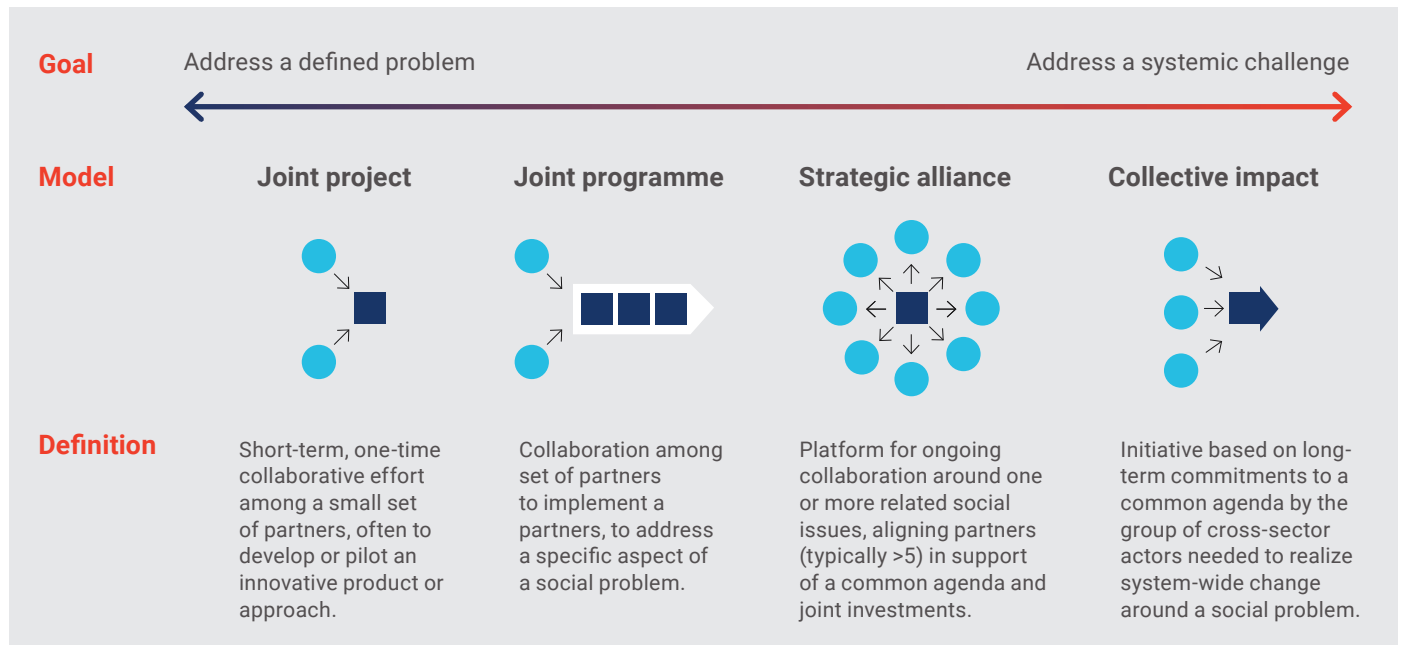 Goal
Address a defined problem
Address a systemic challenge
Model
Joint project
Joint programme
Strategic alliance
Collective impact
Definition
Short-term, one-time
collaborative effort
among a small set
of partners, often to
develop or pilot an
innovative product or
approach.
Collaboration among
set of partners
to implement a
partners, to address
a specific aspect of
a social problem.
Platform for ongoing
collaboration around one
or more related social
issues, aligning partners
(typically >5) in support
of a common agenda and
joint investments.
Initiative based on long-
term commitments to a
common agenda by the
group of cross-sector
actors needed to realize
system-wide change
around a social problem.